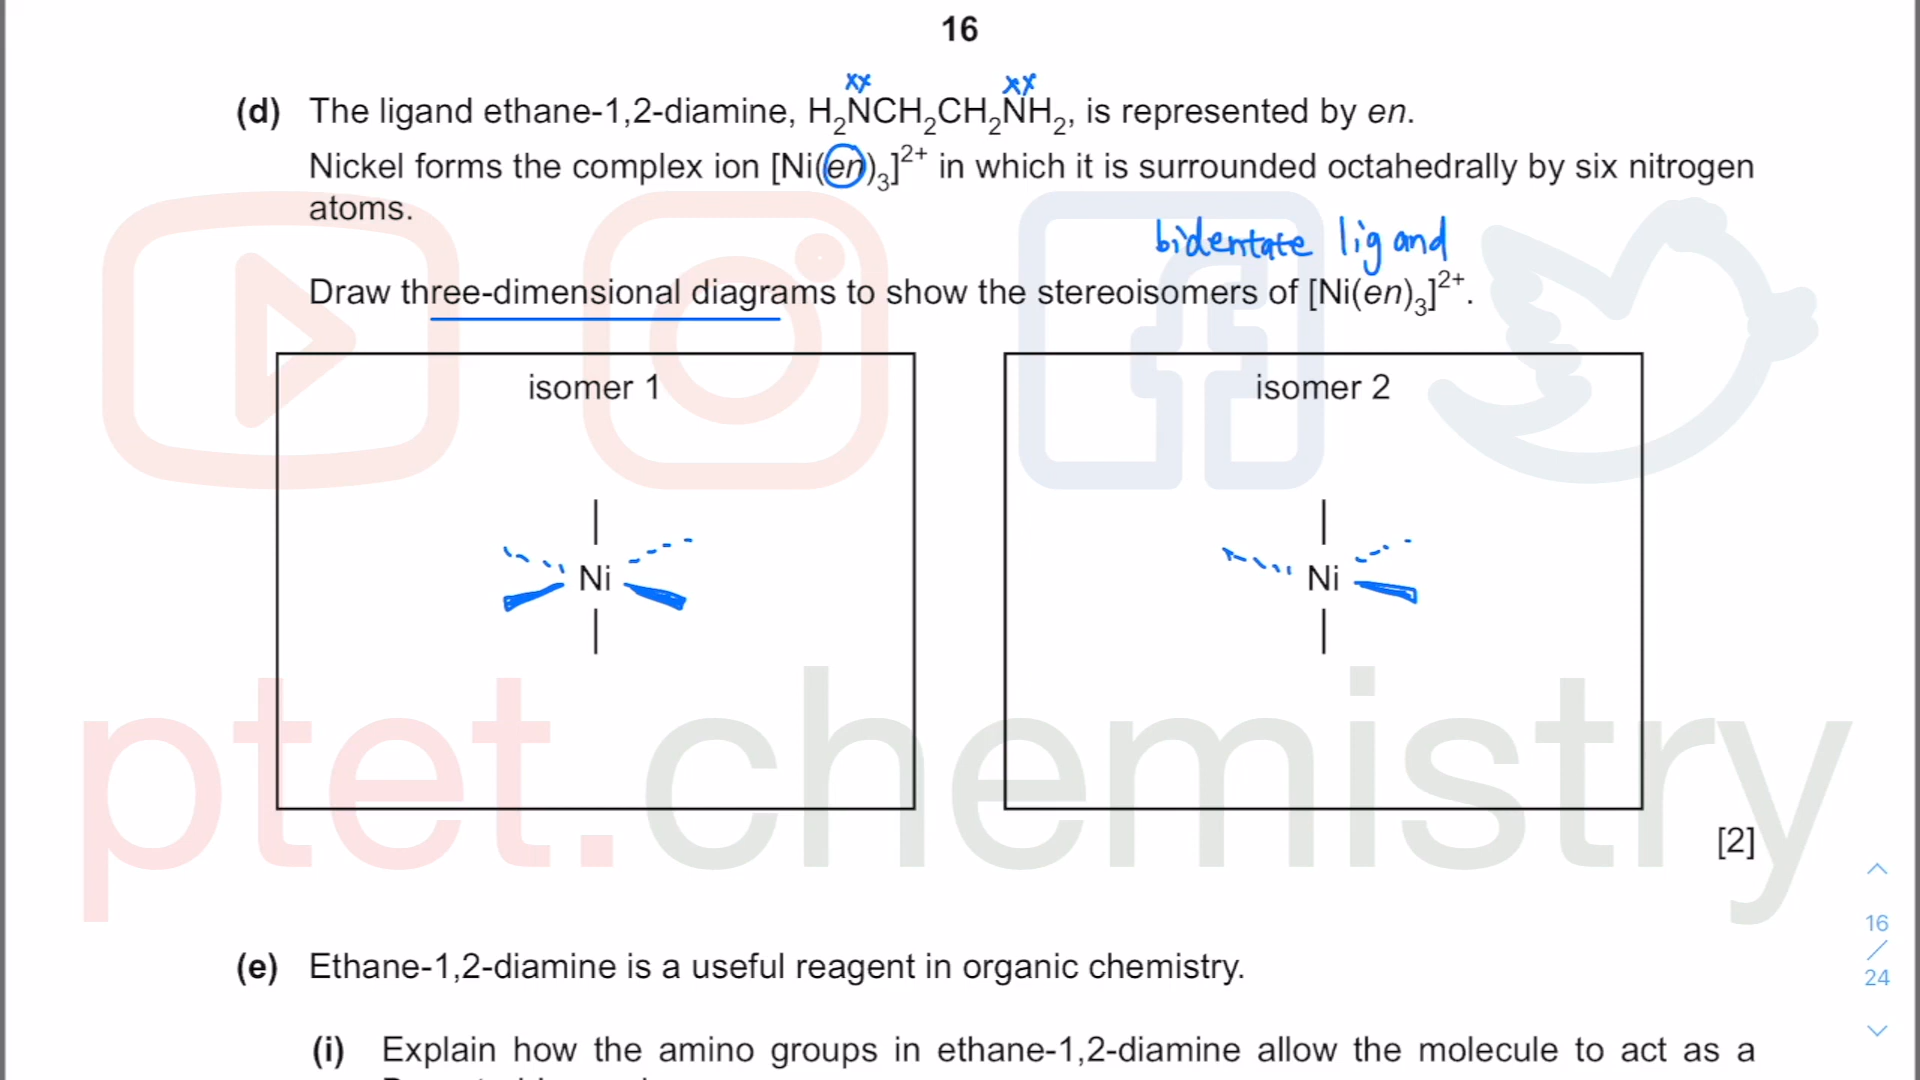 16
xx xx
(d) The ligand ethane-1,2-diamine, H₂NCH₂CH₂NH₂, is represented by en.
Nickel forms the complex ion [Ni(en)₃]²⁺ in which it is surrounded octahedrally by six nitrogen
atoms.
bidentate ligand
Draw three-dimensional diagrams to show the stereoisomers of [Ni(en)₃]²⁺.
isomer 1
isomer 2
Ni
Ni
ptet.chemistry
[2]
16
/
24
(e) Ethane-1,2-diamine is a useful reagent in organic chemistry.
(i) Explain how the amino groups in ethane-1,2-diamine allow the molecule to act as a